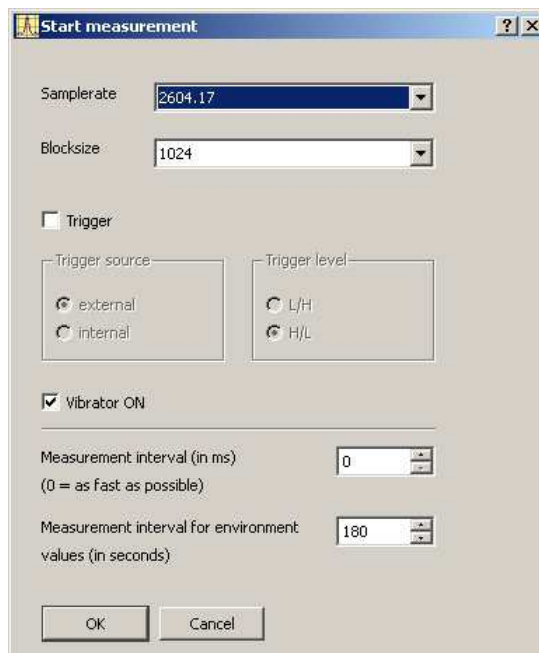 Start measurement
Samplerate
2604.17
Blocksize
1024
Trigger
Trigger source
external
internal
Trigger level
L/H
H/L
Vibrator ON
Measurement interval (in ms)
(0 = as fast as possible)
0
Measurement interval for environment
values (in seconds)
180
OK
Cancel